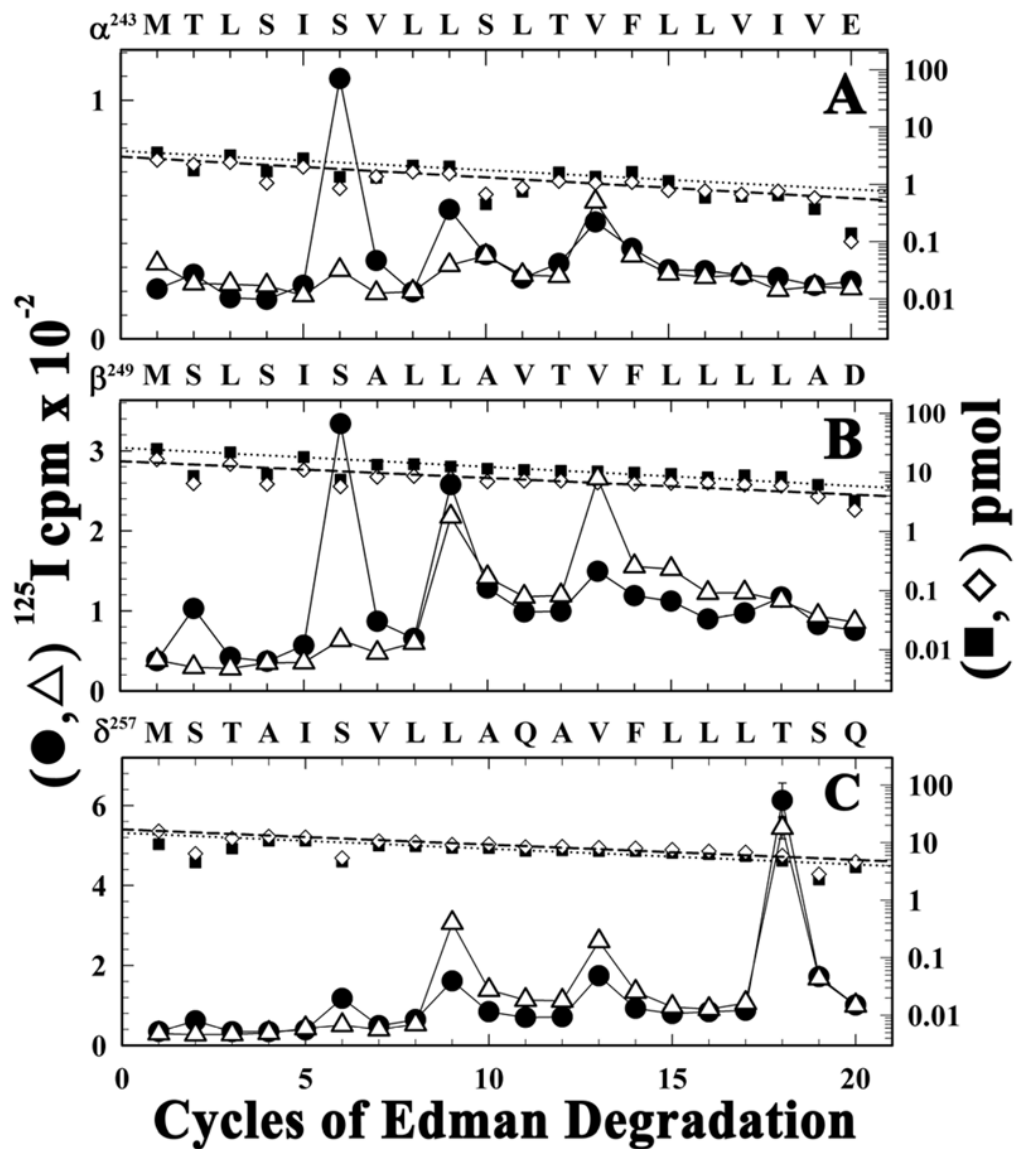 α²⁴³ M T L S I S V L L S L T V F L L V I V E
A
1
0
100
10
1
0.1
0.01
β²⁴⁹ M S L S I S A L L A V T V F L L L L A D
B
3
2
1
0
100
10
1
0.1
0.01
δ²⁵⁷ M S T A I S V L L A Q A V F L L L T S Q
C
6
4
2
0
100
10
1
0.1
0.01
0 5 10 15 20
Cycles of Edman Degradation
(●,△) ¹²⁵I cpm x 10⁻²
(■,◇) pmol